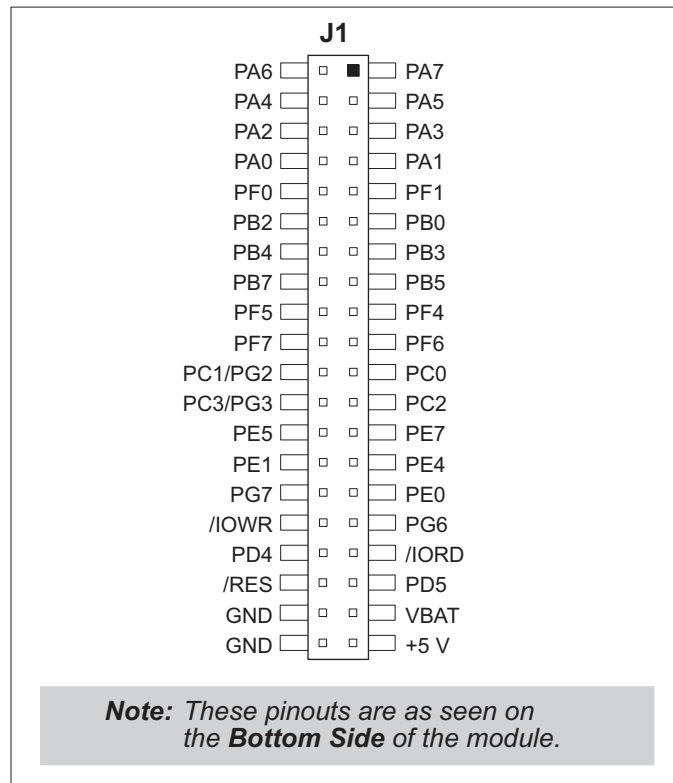 J1
PA6 PA7
PA4 PA5
PA2 PA3
PA0 PA1
PF0 PF1
PB2 PB0
PB4 PB3
PB7 PB5
PF5 PF4
PF7 PF6
PC1/PG2 PC0
PC3/PG3 PC2
PE5 PE7
PE1 PE4
PG7 PE0
/IOWR PG6
PD4 /IORD
/RES PD5
GND VBAT
GND +5 V
Note: These pinouts are as seen on
the Bottom Side of the module.